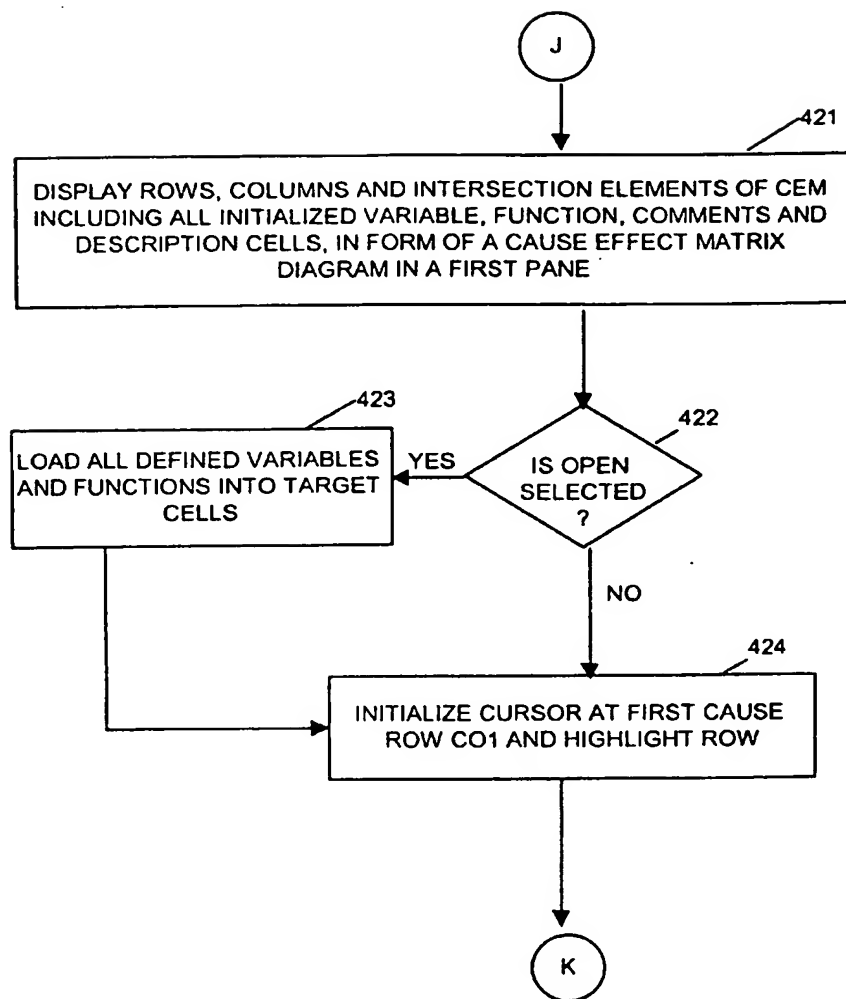 J
421
DISPLAY ROWS, COLUMNS AND INTERSECTION ELEMENTS OF CEM
INCLUDING ALL INITIALIZED VARIABLE, FUNCTION, COMMENTS AND
DESCRIPTION CELLS, IN FORM OF A CAUSE EFFECT MATRIX
DIAGRAM IN A FIRST PANE
423
LOAD ALL DEFINED VARIABLES
AND FUNCTIONS INTO TARGET
CELLS
YES
422
IS OPEN
SELECTED
?
NO
424
INITIALIZE CURSOR AT FIRST CAUSE
ROW CO1 AND HIGHLIGHT ROW
K